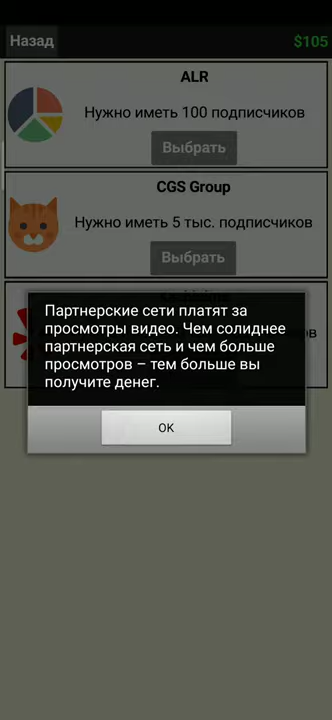 Назад
$105
ALR
Нужно иметь 100 подписчиков
Выбрать
CGS Group
Нужно иметь 5 тыс. подписчиков
Выбрать
Партнерские сети платят за
просмотры видео. Чем солиднее
партнерская сеть и чем больше
просмотров – тем больше вы
получите денег.
OK